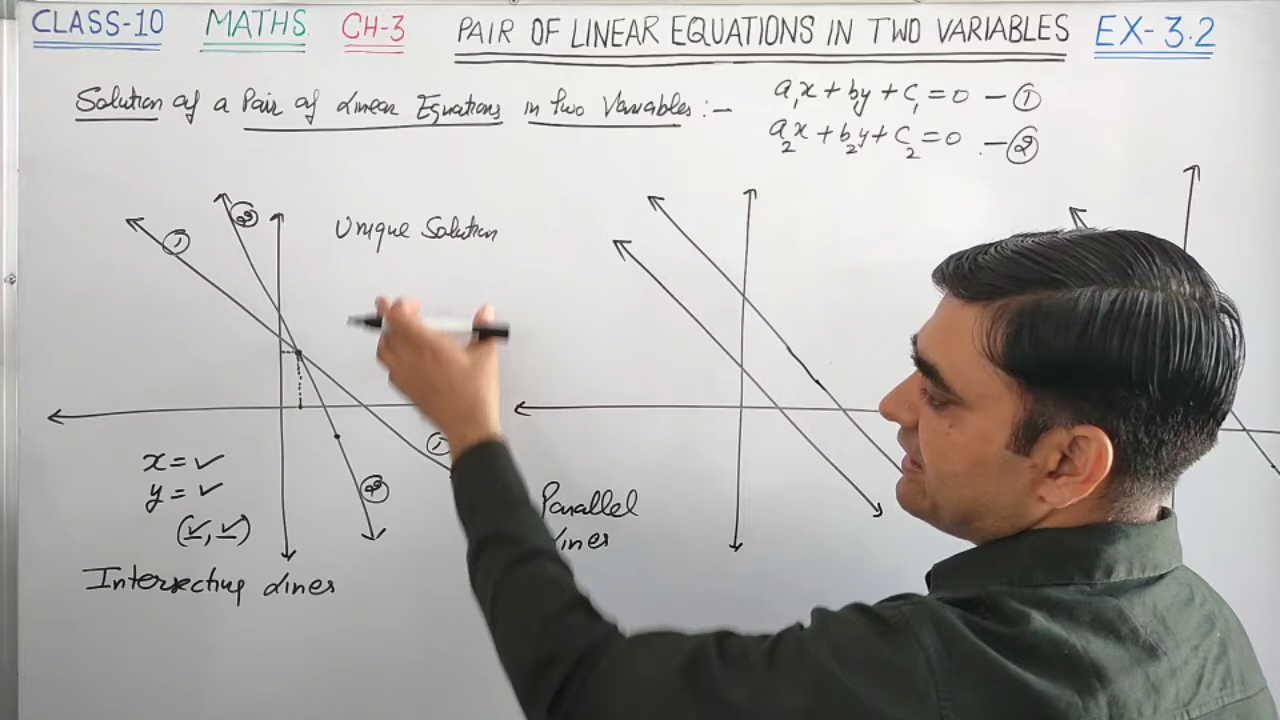 CLASS-10 MATHS. CH-3 PAIR OF LINEAR EQUATIONS IN TWO VARIABLES EX-3.2
Solution of a Pair of Linear Equations in two Variables :-
a₁x + by + c₁ = 0 - ①
a₂x + b₂y + c₂ = 0 - ②
② ①
Unique Solution
① ②
x = ✓
y = ✓
(✓, ✓)
Intersecting Lines
Parallel
Lines